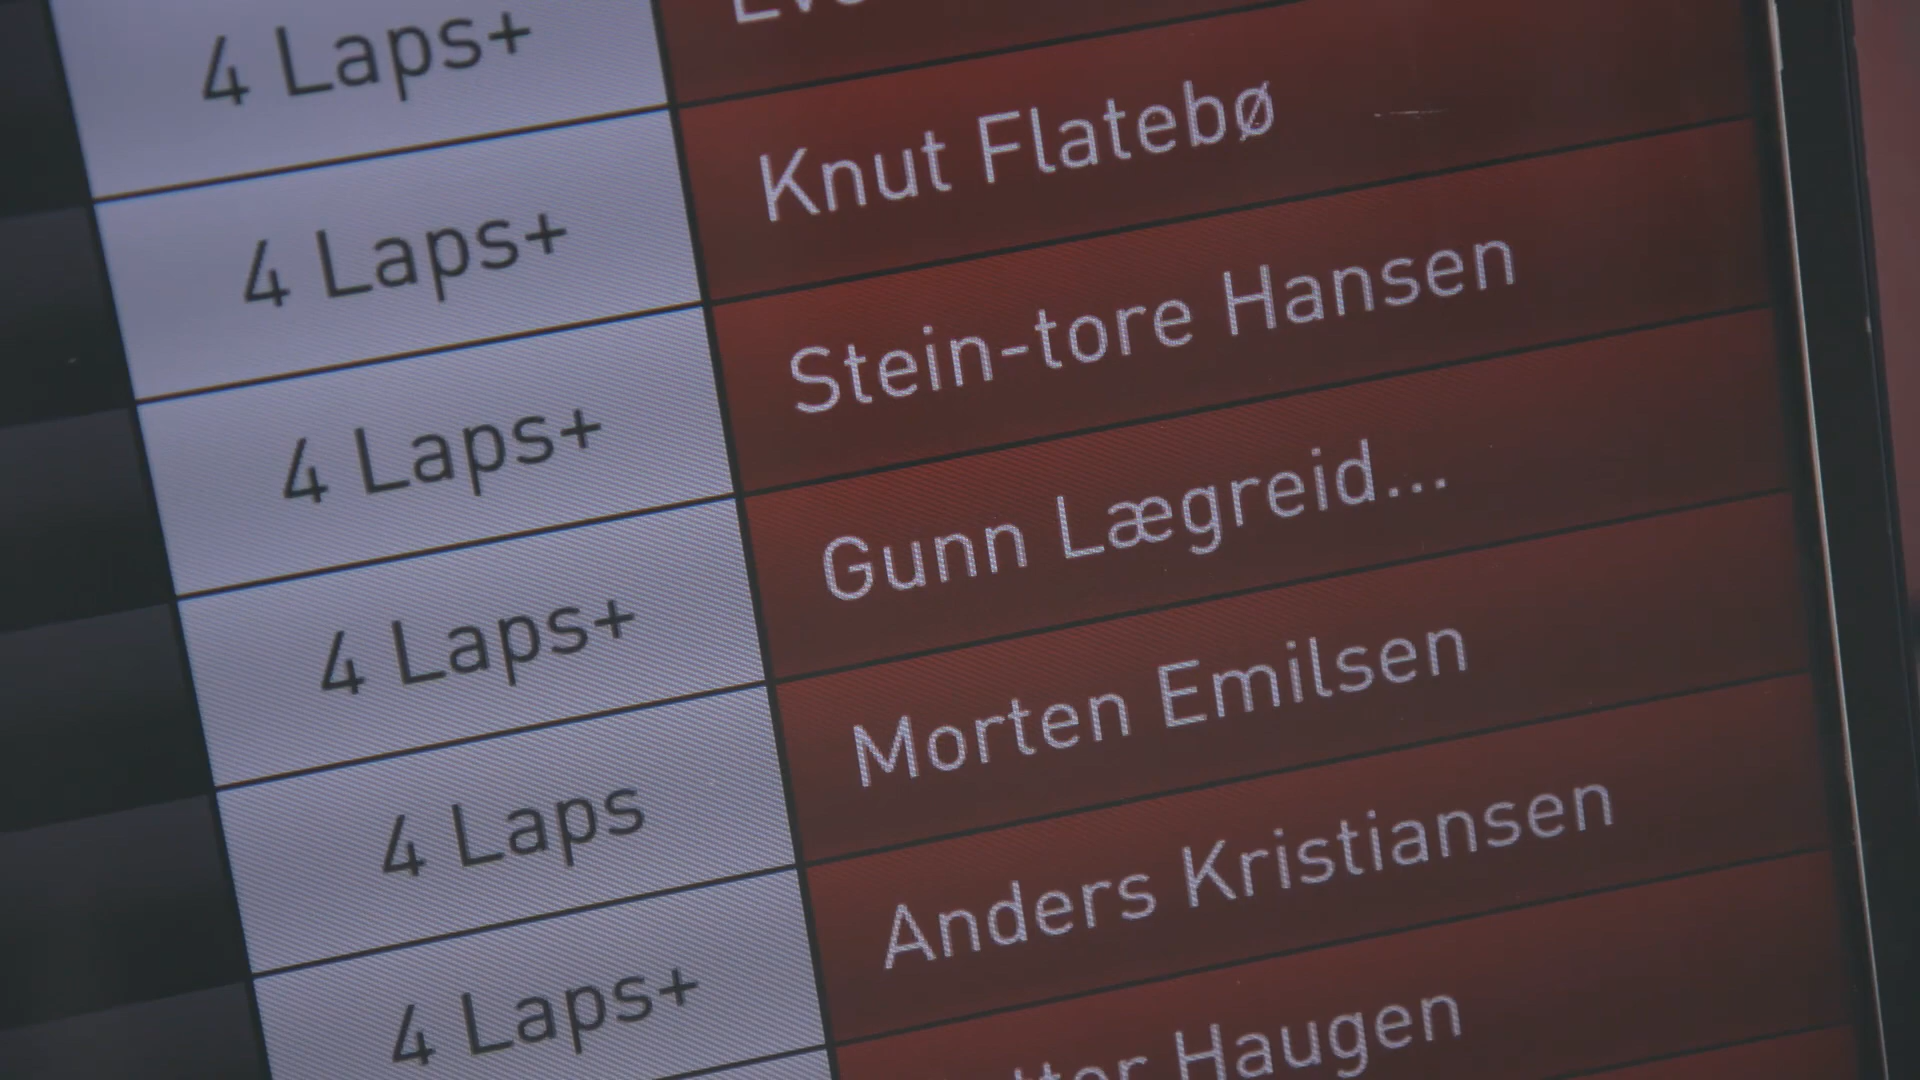 4 Laps+
4 Laps+ Knut Flatebø
4 Laps+ Stein-tore Hansen
4 Laps+ Gunn Lægreid...
4 Laps Morten Emilsen
4 Laps+ Anders Kristiansen
Haugen